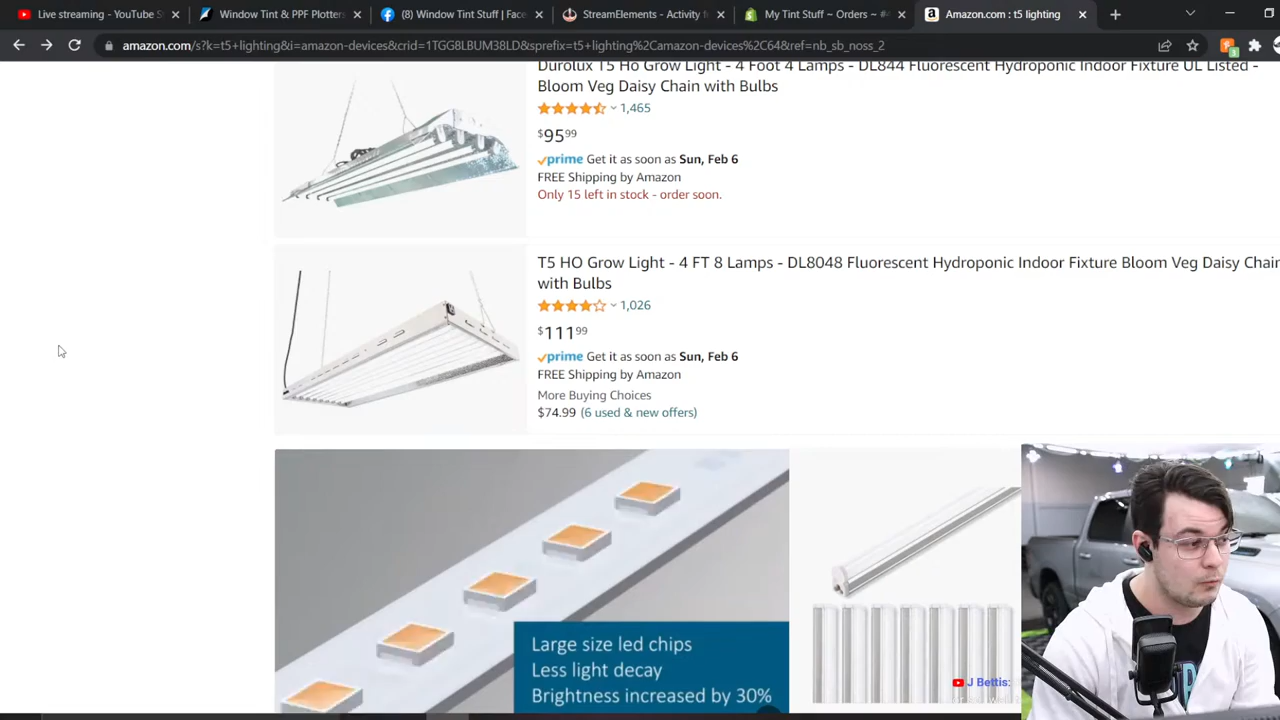 Live streaming - YouTube S
Window Tint & PPF Plotters
(8) Window Tint Stuff | Face
StreamElements - Activity f
My Tint Stuff ~ Orders ~ #4
Amazon.com : t5 lighting
amazon.com/s?k=t5+lighting&i=amazon-devices&crid=1TGG8LBUM38LD&sprefix=t5+lighting%2Camazon-devices%2C64&ref=nb_sb_noss_2
Durolux T5 Ho Grow Light - 4 Foot 4 Lamps - DL844 Fluorescent Hydroponic Indoor Fixture UL Listed -
Bloom Veg Daisy Chain with Bulbs
1,465
$95 99
prime Get it as soon as Sun, Feb 6
FREE Shipping by Amazon
Only 15 left in stock - order soon.
T5 HO Grow Light - 4 FT 8 Lamps - DL8048 Fluorescent Hydroponic Indoor Fixture Bloom Veg Daisy Chain
with Bulbs
1,026
$111 99
prime Get it as soon as Sun, Feb 6
FREE Shipping by Amazon
More Buying Choices
$74.99 (6 used & new offers)
Large size led chips
Less light decay
Brightness increased by 30%
J Bettis: